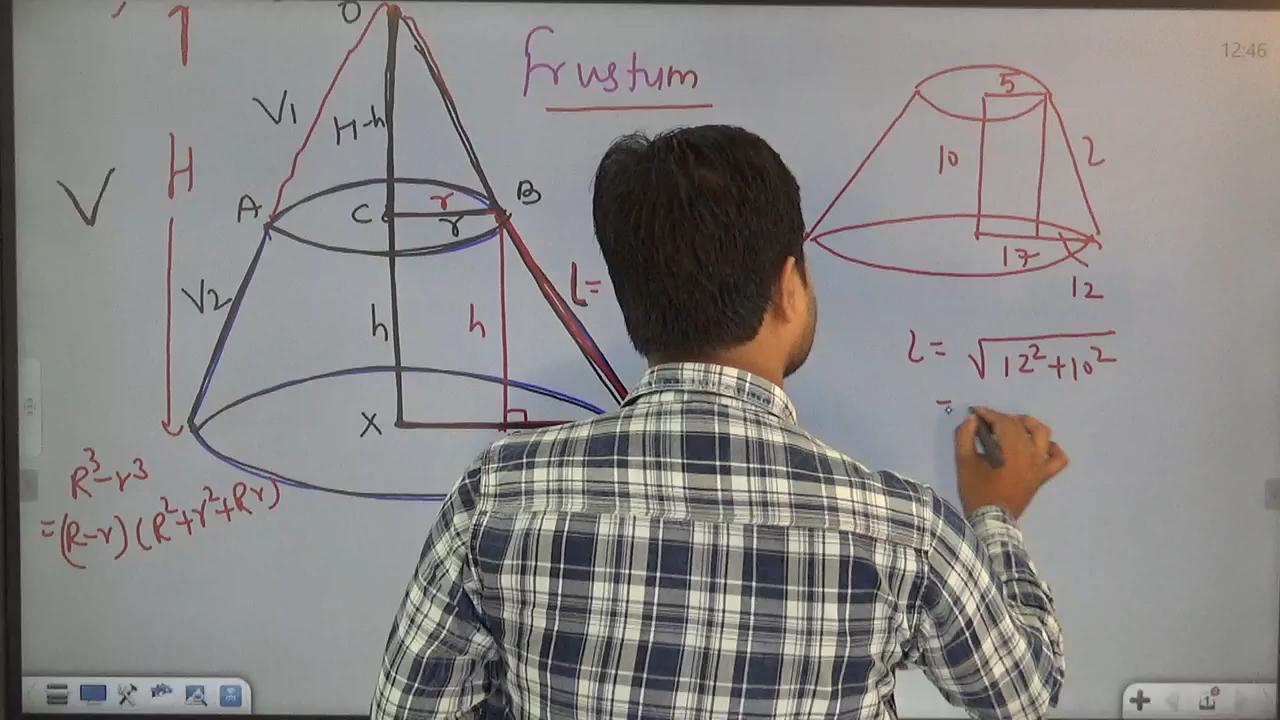 O
Frustum
12:46
V1
H-h
5
10
2
V
H
A
C
r
r
B
17
12
V2
h
h
l=
l = √12²+10²
=
X
R³-r³
=(R-r)(R²+r²+Rr)